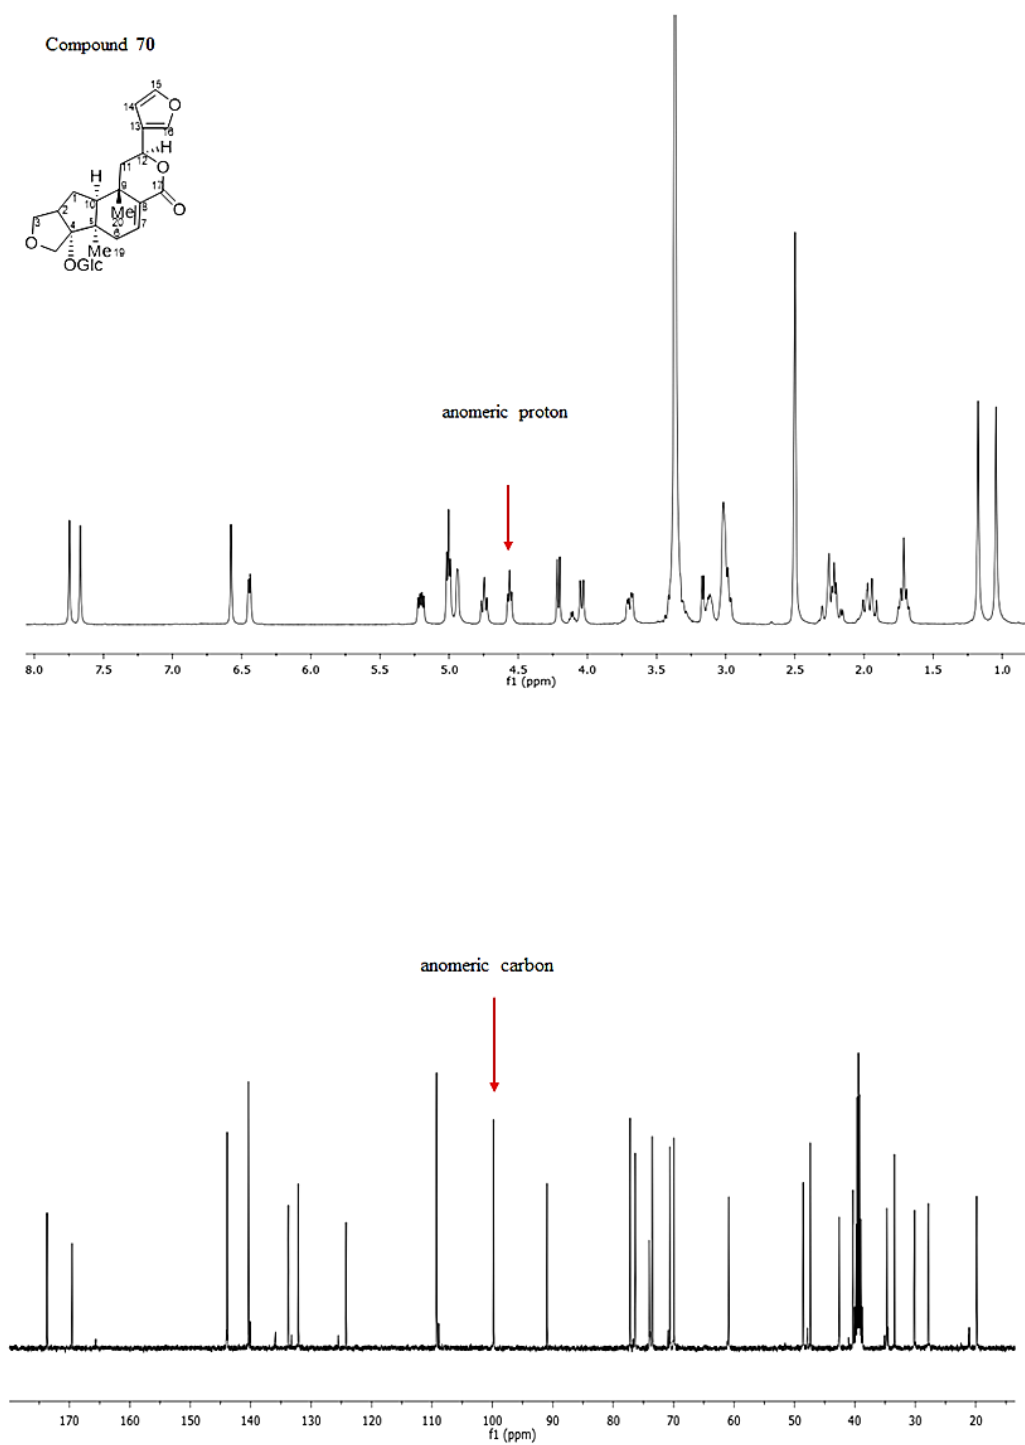 Compound 70
15
14
O
13
16
H
12
11
O
H
17
9
1
10
8
O
Me
2
20
7
3
5
4
6
O
Me 19
OGlc
anomeric proton
8.0 7.5 7.0 6.5 6.0 5.5 5.0 4.5 4.0 3.5 3.0 2.5 2.0 1.5 1.0
f1 (ppm)
anomeric carbon
170 160 150 140 130 120 110 100 90 80 70 60 50 40 30 20
f1 (ppm)